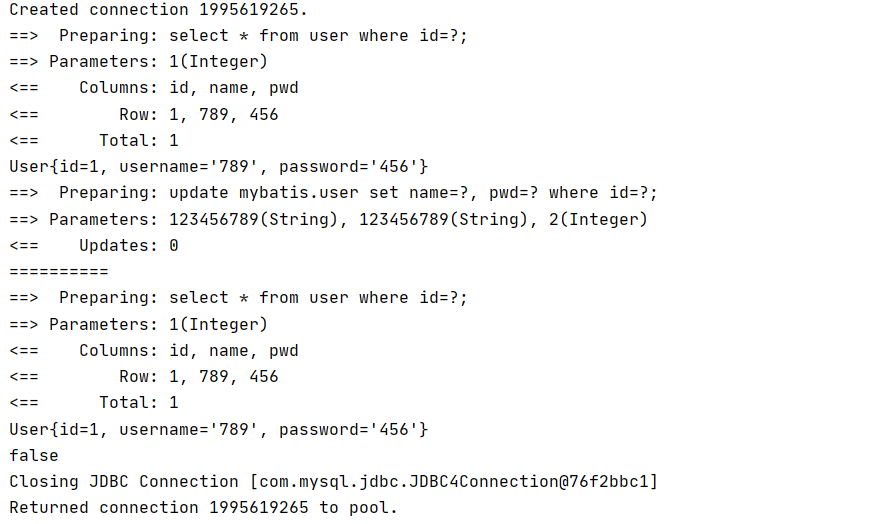 Created connection 1995619265.
==>  Preparing: select * from user where id=?;
==> Parameters: 1(Integer)
<==    Columns: id, name, pwd
<==        Row: 1, 789, 456
<==      Total: 1
User{id=1, username='789', password='456'}
==>  Preparing: update mybatis.user set name=?, pwd=? where id=?;
==> Parameters: 123456789(String), 123456789(String), 2(Integer)
<==    Updates: 0
==========
==>  Preparing: select * from user where id=?;
==> Parameters: 1(Integer)
<==    Columns: id, name, pwd
<==        Row: 1, 789, 456
<==      Total: 1
User{id=1, username='789', password='456'}
false
Closing JDBC Connection [com.mysql.jdbc.JDBC4Connection@76f2bbc1]
Returned connection 1995619265 to pool.